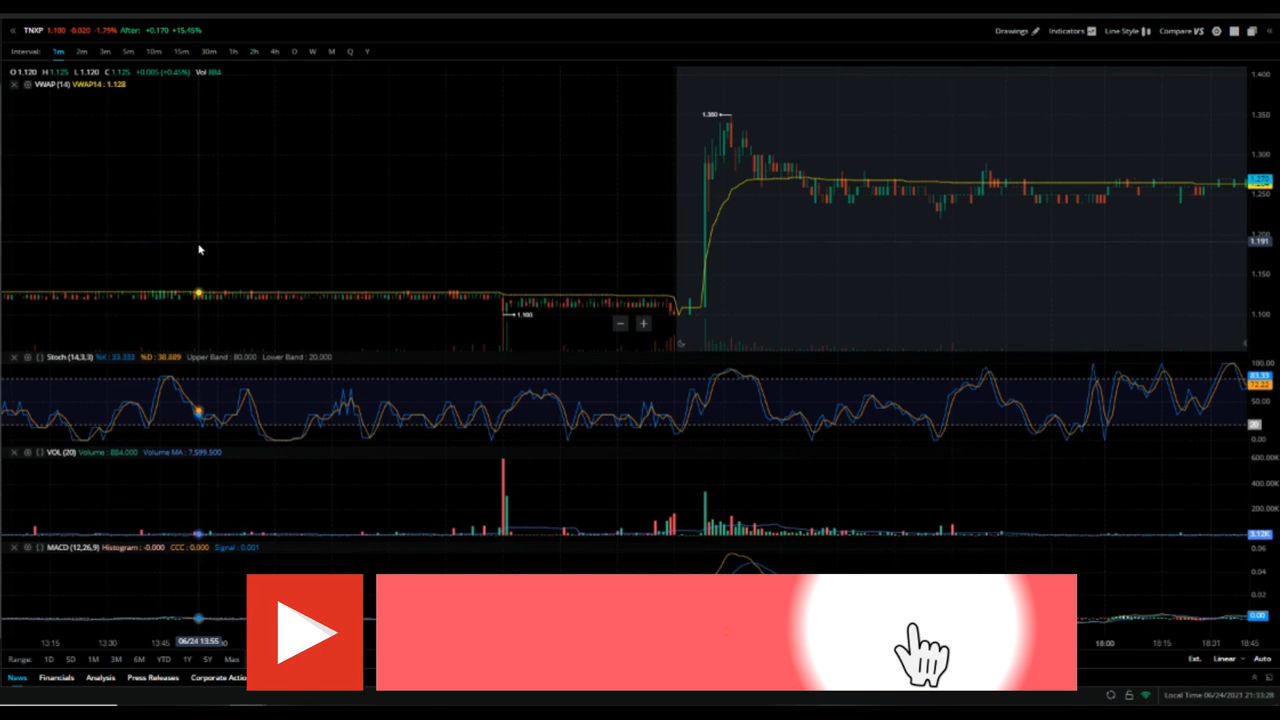 TNXP 1.100 -0.020 -1.79% After: +0.170 +15.45%
Drawings Indicators Line Style Compare VS
Interval: 1m 2m 3m 5m 10m 15m 30m 1h 2h 4h D W M Q Y
O 1.120 H 1.125 L 1.120 C 1.125 +0.005 (+0.45%) Vol 884
VWAP (14) VWAP14 : 1.128
1.400
1.350
1.300
1.250
1.200
1.191
1.150
1.100
1.100
Stoch (14,3,3) %K : 33.333 %D : 38.889 Upper Band : 80.000 Lower Band : 20.000
100.00
83.33
72.22
50.00
20
0.00
VOL (20) Volume : 884.000 Volume MA : 7,599.500
600.00K
400.00K
200.00K
3.12K
MACD (12,26,9) Histogram : -0.000 CCC : 0.000 Signal : 0.001
0.06
0.04
0.02
0.00
13:15 13:30 13:45 06/24 13:55 18:00 18:15 18:31 18:45
Range: 1D 5D 1M 3M 6M YTD 1Y 5Y Max Ext. Linear Auto
News Financials Analysis Press Releases Corporate Actio
Local Time 06/24/2021 21:33:28